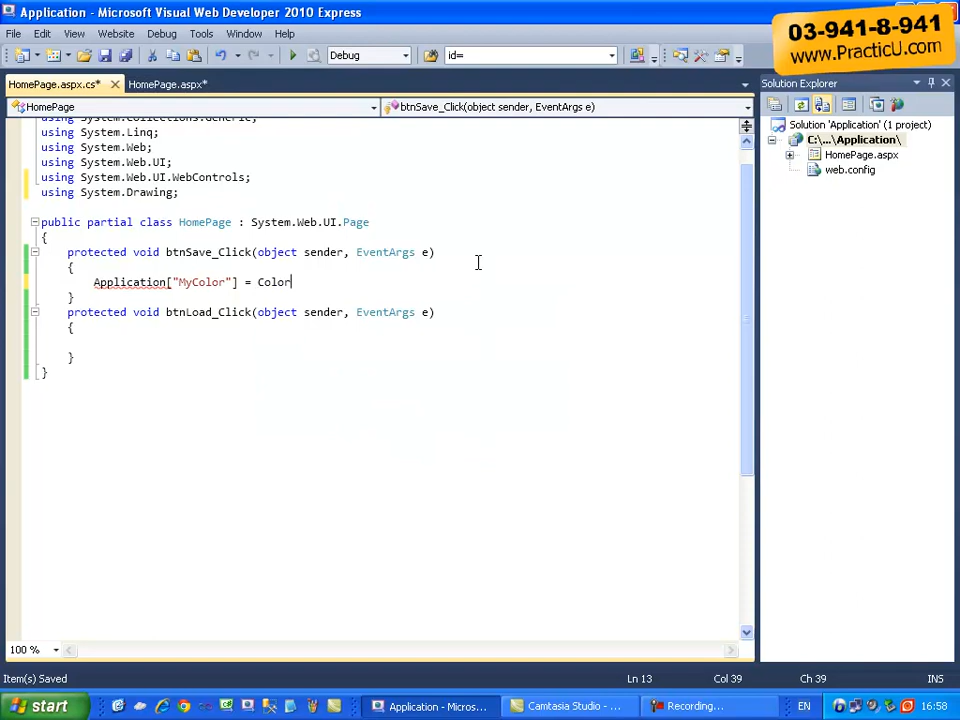 Application - Microsoft Visual Web Developer 2010 Express
03-941-8-941
www.PracticU.com
File Edit View Website Debug Tools Window Help
Debug id=
HomePage.aspx.cs* HomePage.aspx*
HomePage btnSave_Click(object sender, EventArgs e)
using System.Collections.Generic;
using System.Linq;
using System.Web;
using System.Web.UI;
using System.Web.UI.WebControls;
using System.Drawing;
public partial class HomePage : System.Web.UI.Page
{
protected void btnSave_Click(object sender, EventArgs e)
{
Application["MyColor"] = Color
}
protected void btnLoad_Click(object sender, EventArgs e)
{
}
}
Solution Explorer
Solution 'Application' (1 project)
C:\...\Application\
HomePage.aspx
web.config
100 %
Item(s) Saved Ln 13 Col 39 Ch 39 INS
start Application - Micros... Camtasia Studio - ... Recording... EN 16:58